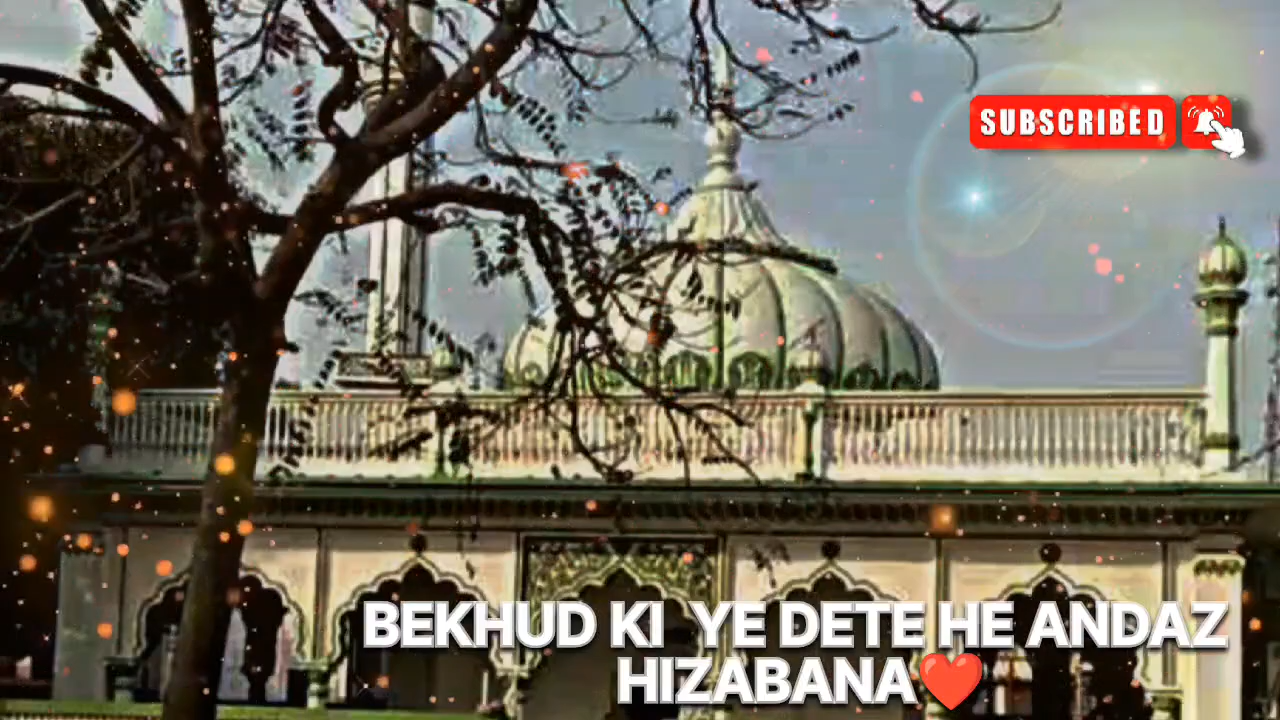 SUBSCRIBED
BEKHUD KI YE DETE HE ANDAZ
HIZABANA❤️